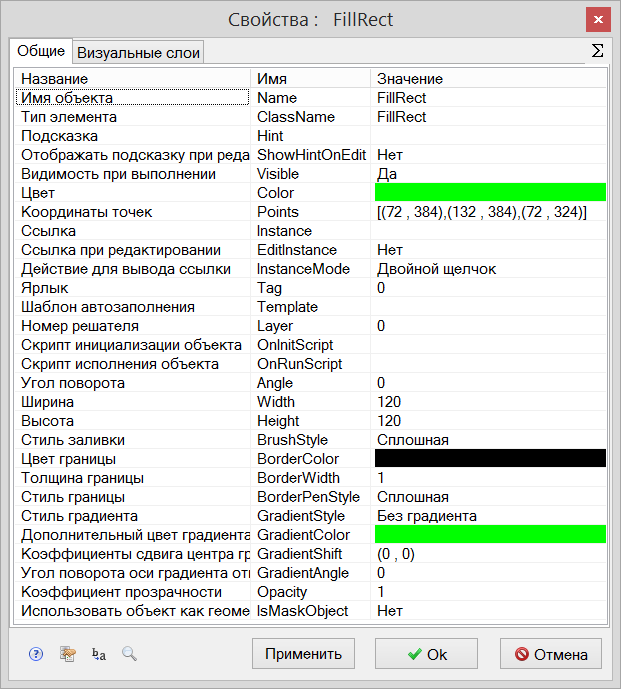 Свойства :   FillRect
Общие Визуальные слои Σ
Название Имя Значение
Имя объекта Name FillRect
Тип элемента ClassName FillRect
Подсказка Hint
Отображать подсказку при реда ShowHintOnEdit Нет
Видимость при выполнении Visible Да
Цвет Color
Координаты точек Points [(72 , 384),(132 , 384),(72 , 324)]
Ссылка Instance
Ссылка при редактировании EditInstance Нет
Действие для вывода ссылки InstanceMode Двойной щелчок
Ярлык Tag 0
Шаблон автозаполнения Template
Номер решателя Layer 0
Скрипт инициализации объекта OnInitScript
Скрипт исполнения объекта OnRunScript
Угол поворота Angle 0
Ширина Width 120
Высота Height 120
Стиль заливки BrushStyle Сплошная
Цвет границы BorderColor
Толщина границы BorderWidth 1
Стиль границы BorderPenStyle Сплошная
Стиль градиента GradientStyle Без градиента
Дополнительный цвет градиента GradientColor
Коэффициенты сдвига центра гр GradientShift (0 , 0)
Угол поворота оси градиента от GradientAngle 0
Коэффициент прозрачности Opacity 1
Использовать объект как геоме IsMaskObject Нет
? b a Применить Ok Отмена